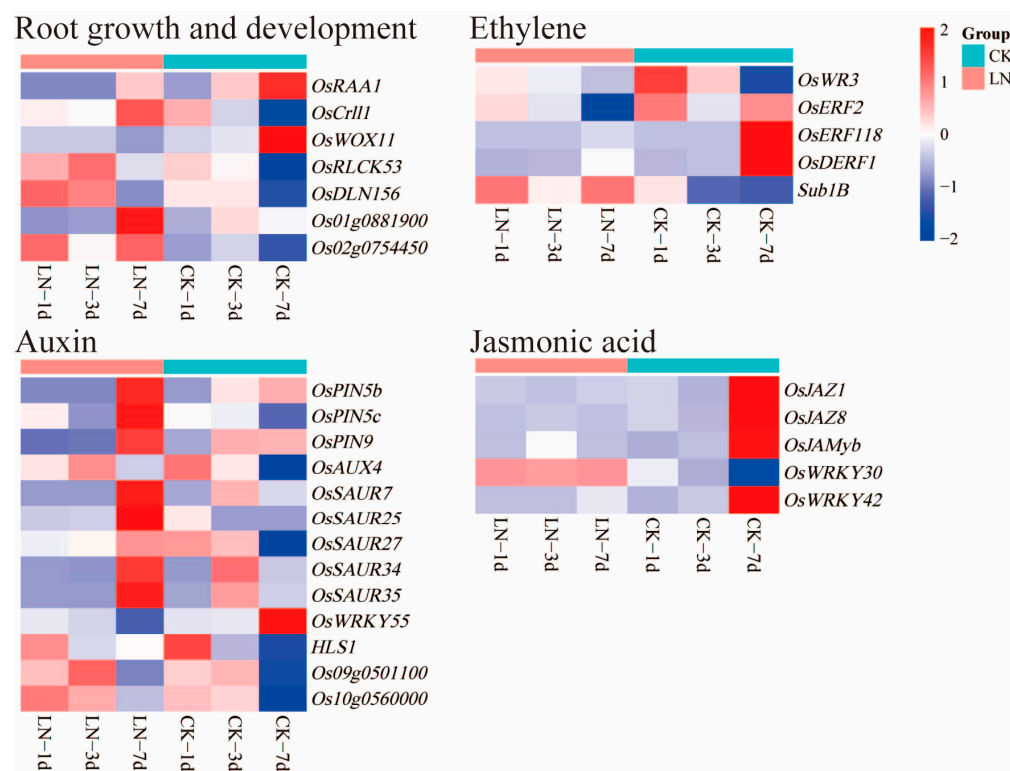 Root growth and development
OsRAA1
OsCrll1
OsWOX11
OsRLCK53
OsDLN156
Os01g0881900
Os02g0754450
LN−1d
LN−3d
LN−7d
CK−1d
CK−3d
CK−7d
Ethylene
OsWR3
OsERF2
OsERF118
OsDERF1
Sub1B
LN−1d
LN−3d
LN−7d
CK−1d
CK−3d
CK−7d
2
1
0
−1
−2
Group
CK
LN
Auxin
OsPIN5b
OsPIN5c
OsPIN9
OsAUX4
OsSAUR7
OsSAUR25
OsSAUR27
OsSAUR34
OsSAUR35
OsWRKY55
HLS1
Os09g0501100
Os10g0560000
LN−1d
LN−3d
LN−7d
CK−1d
CK−3d
CK−7d
Jasmonic acid
OsJAZ1
OsJAZ8
OsJAMyb
OsWRKY30
OsWRKY42
LN−1d
LN−3d
LN−7d
CK−1d
CK−3d
CK−7d